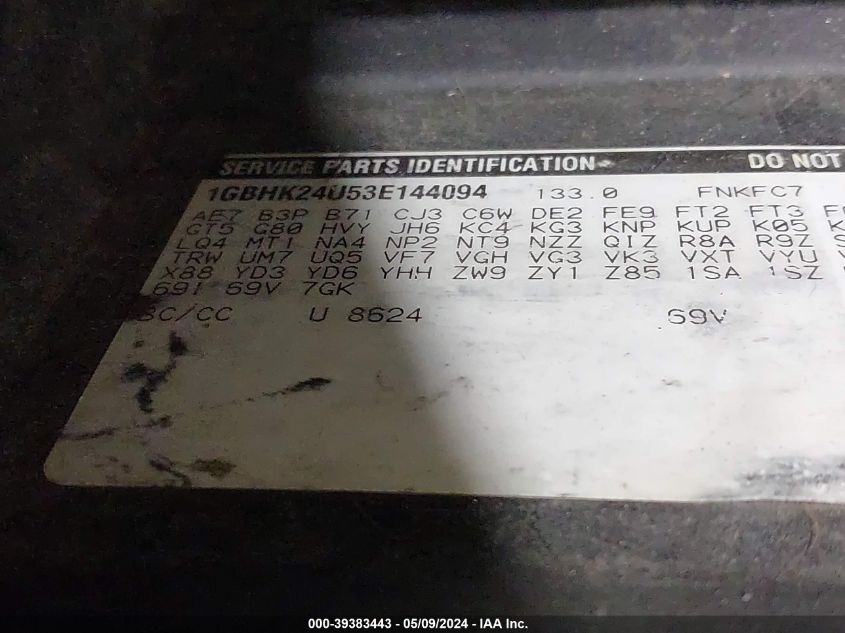 SERVICE PARTS IDENTIFICATION DO NOT
1GBHK24U53E144094 133.0 FNKFC7
AE7 B3P B71 CJ3 C6W DE2 FE9 FT2 FT3
GT5 G80 HVY JH6 KC4 KG3 KNP KUP K05 K
LQ4 MT1 NA4 NP2 NT9 NZZ QIZ R8A R9Z S
TRW UM7 UQ5 VF7 VGH VG3 VK3 VXT VYU V
X88 YD3 YD6 YHH ZW9 ZY1 Z85 1SA 1SZ
69I 69V 7GK
BC/CC U 8624 69V
000-39383443 - 05/09/2024 - IAA Inc.